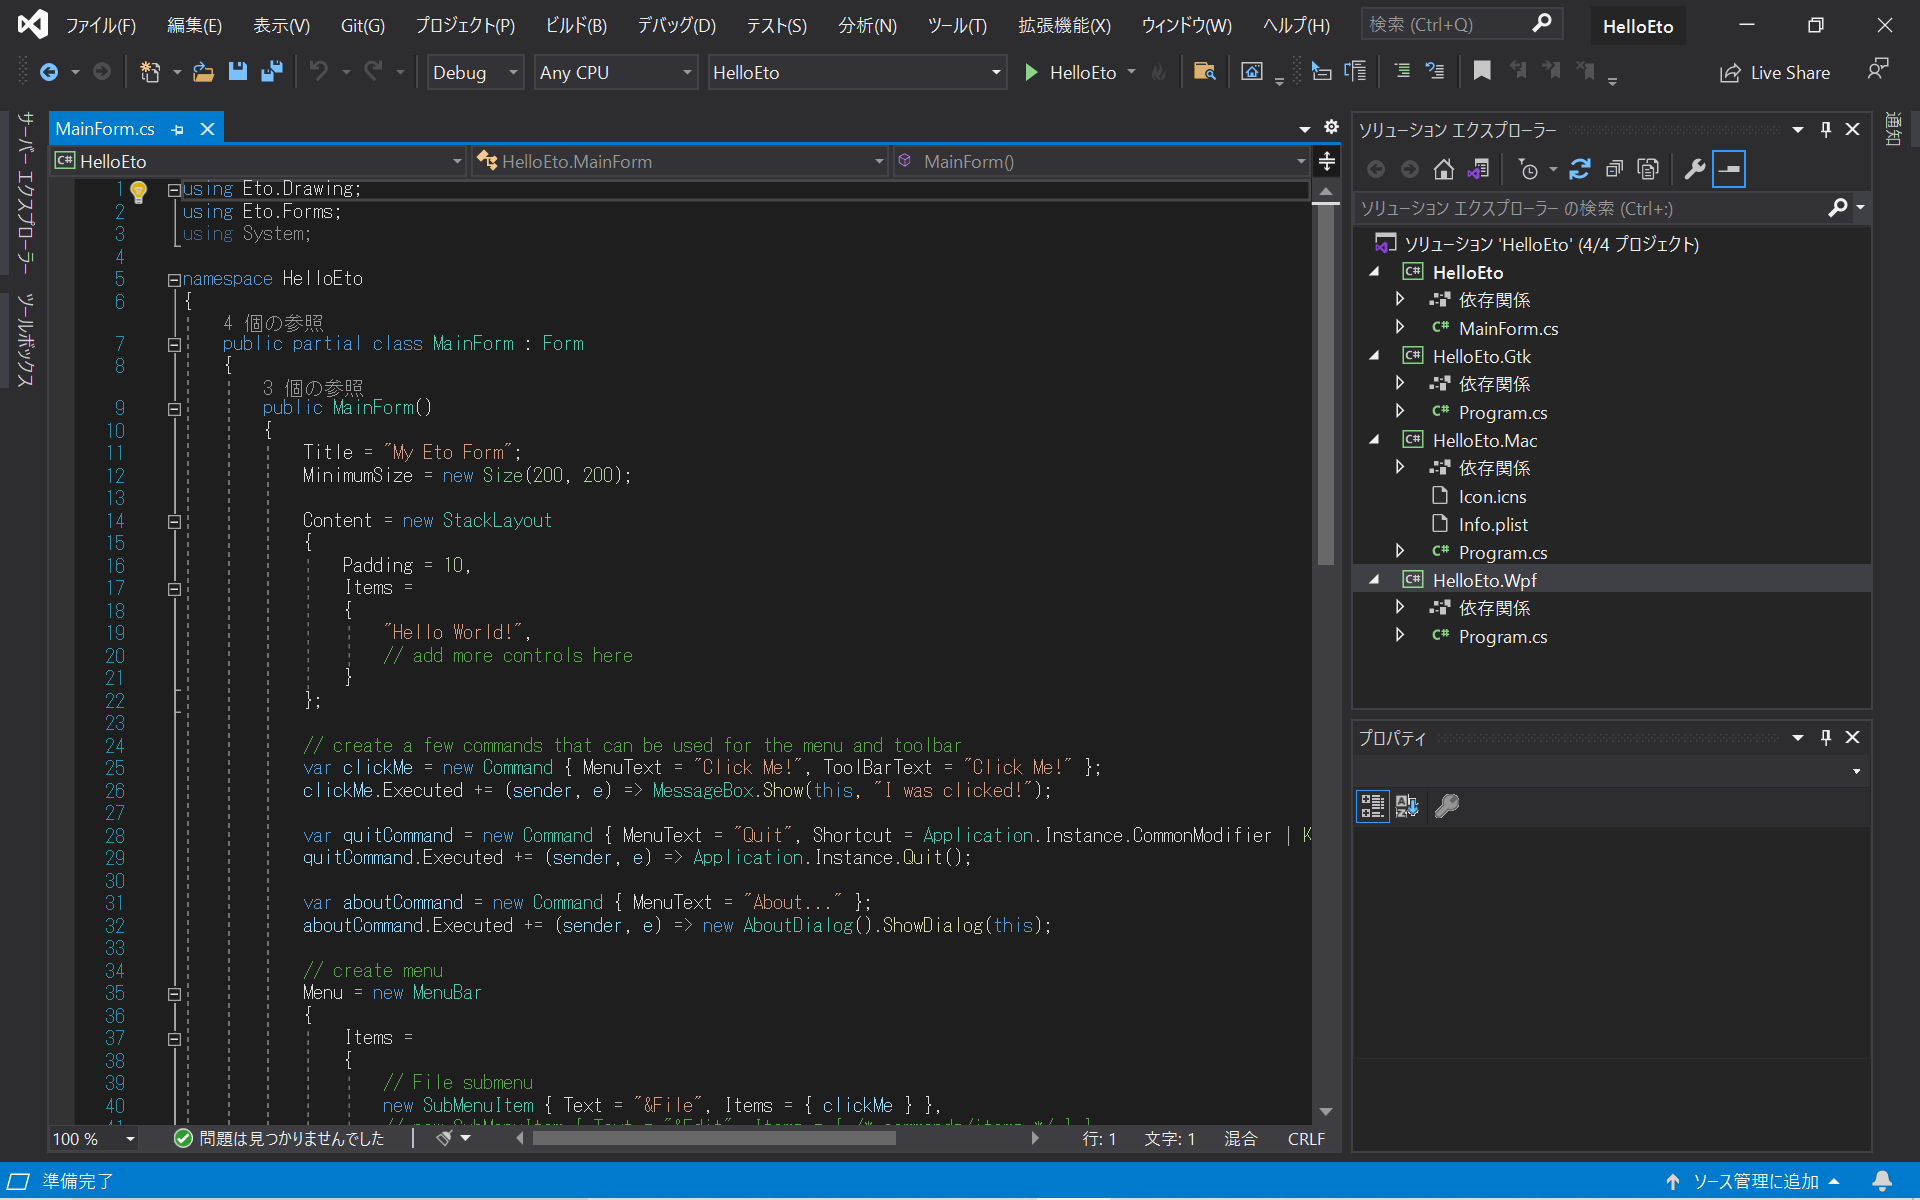 ファイル(F) 編集(E) 表示(V) Git(G) プロジェクト(P) ビルド(B) デバッグ(D) テスト(S) 分析(N) ツール(T) 拡張機能(X) ウィンドウ(W) ヘルプ(H) 検索 (Ctrl+Q) HelloEto
Debug Any CPU HelloEto HelloEto Live Share
サーバー エクスプローラー
ツールボックス
MainForm.cs
HelloEto HelloEto.MainForm MainForm()
1 using Eto.Drawing;
2 using Eto.Forms;
3 using System;
4
5 namespace HelloEto
6 {
4 個の参照
7 public partial class MainForm : Form
8 {
3 個の参照
9 public MainForm()
10 {
11 Title = "My Eto Form";
12 MinimumSize = new Size(200, 200);
13
14 Content = new StackLayout
15 {
16 Padding = 10,
17 Items =
18 {
19 "Hello World!",
20 // add more controls here
21 }
22 };
23
24 // create a few commands that can be used for the menu and toolbar
25 var clickMe = new Command { MenuText = "Click Me!", ToolBarText = "Click Me!" };
26 clickMe.Executed += (sender, e) => MessageBox.Show(this, "I was clicked!");
27
28 var quitCommand = new Command { MenuText = "Quit", Shortcut = Application.Instance.CommonModifier | K
29 quitCommand.Executed += (sender, e) => Application.Instance.Quit();
30
31 var aboutCommand = new Command { MenuText = "About..." };
32 aboutCommand.Executed += (sender, e) => new AboutDialog().ShowDialog(this);
33
34 // create menu
35 Menu = new MenuBar
36 {
37 Items =
38 {
39 // File submenu
40 new SubMenuItem { Text = "&File", Items = { clickMe } },
41 // new SubMenuItem { Text = "&Edit", Items = { /* commands/items */ } },
100 % 問題は見つかりませんでした 行: 1 文字: 1 混合 CRLF
ソリューション エクスプローラー
ソリューション エクスプローラー の検索 (Ctrl+:)
ソリューション 'HelloEto' (4/4 プロジェクト)
C# HelloEto
依存関係
C# MainForm.cs
C# HelloEto.Gtk
依存関係
C# Program.cs
C# HelloEto.Mac
依存関係
Icon.icns
Info.plist
C# Program.cs
C# HelloEto.Wpf
依存関係
C# Program.cs
プロパティ
通知
準備完了 ソース管理に追加